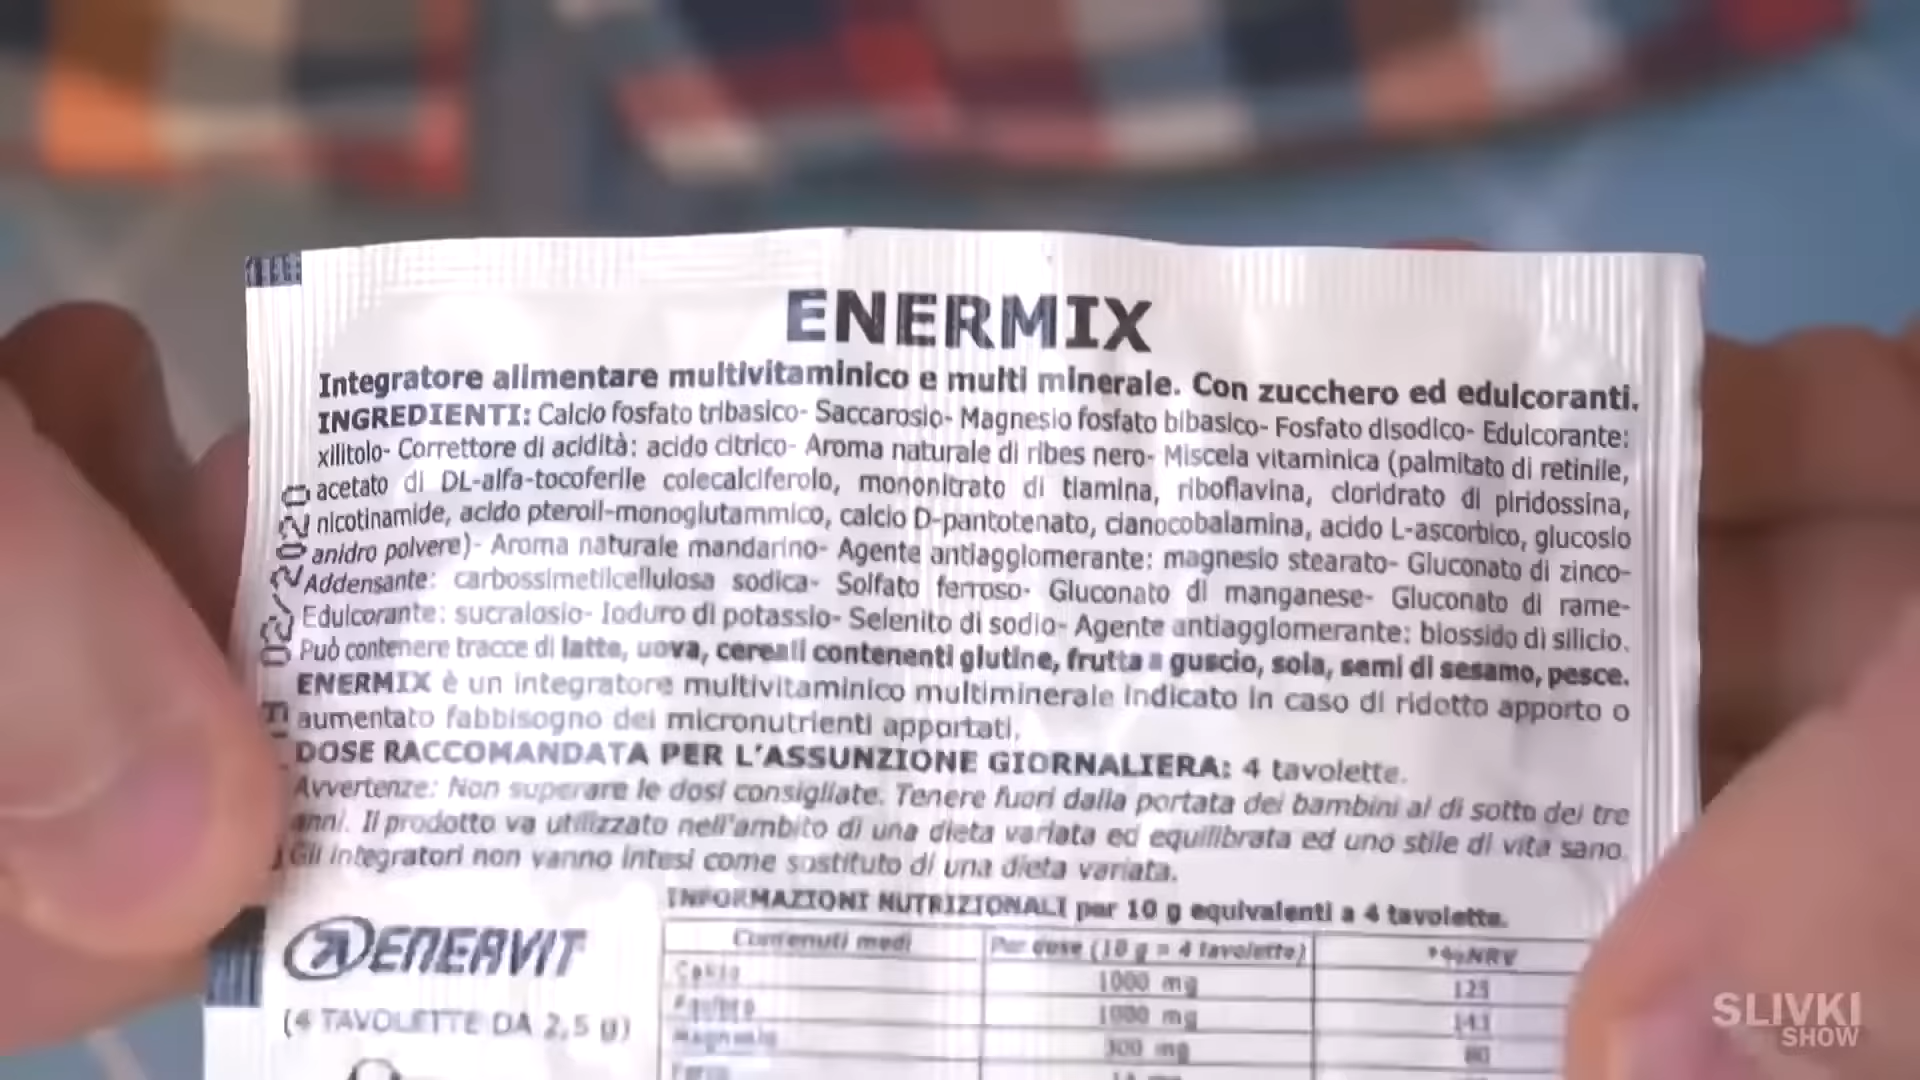 ENERMIX
Integratore alimentare multivitaminico e multi minerale. Con zucchero ed edulcoranti.
INGREDIENTI: Calcio fosfato tribasico- Saccarosio- Magnesio fosfato bibasico- Fosfato disodico- Edulcorante:
xilitolo- Correttore di acidità: acido citrico- Aroma naturale di ribes nero- Miscela vitaminica (palmitato di retinile,
acetato di DL-alfa-tocoferile colecalciferolo, mononitrato di tiamina, riboflavina, cloridrato di piridossina,
nicotinamide, acido pteroil-monoglutammico, calcio D-pantotenato, cianocobalamina, acido L-ascorbico, glucosio
anidro polvere)- Aroma naturale mandarino- Agente antiagglomerante: magnesio stearato- Gluconato di zinco-
Addensante: carbossimetilcellulosa sodica- Solfato ferroso- Gluconato di manganese- Gluconato di rame-
Edulcorante: sucralosio- Ioduro di potassio- Selenito di sodio- Agente antiagglomerante: biossido di silicio.
Può contenere tracce di latte, uova, cereali contenenti glutine, frutta a guscio, soia, semi di sesamo, pesce.
ENERMIX è un integratore multivitaminico multiminerale indicato in caso di ridotto apporto o
aumentato fabbisogno dei micronutrienti apportati.
DOSE RACCOMANDATA PER L'ASSUNZIONE GIORNALIERA: 4 tavolette.
Avvertenze: Non superare le dosi consigliate. Tenere fuori dalla portata dei bambini al di sotto dei tre
anni. Il prodotto va utilizzato nell'ambito di una dieta variata ed equilibrata ed uno stile di vita sano.
Gli integratori non vanno intesi come sostituto di una dieta variata.
02/2020
ENERVIT
(4 TAVOLETTE DA 2,5 g)
INFORMAZIONI NUTRIZIONALI per 10 g equivalenti a 4 tavolette.
Contenuti medi Per dose (10 g = 4 tavolette) *%NRV
Calcio 1000 mg 125
Fosforo 1000 mg 143
Magnesio 300 mg 80
SLIVKI
SHOW